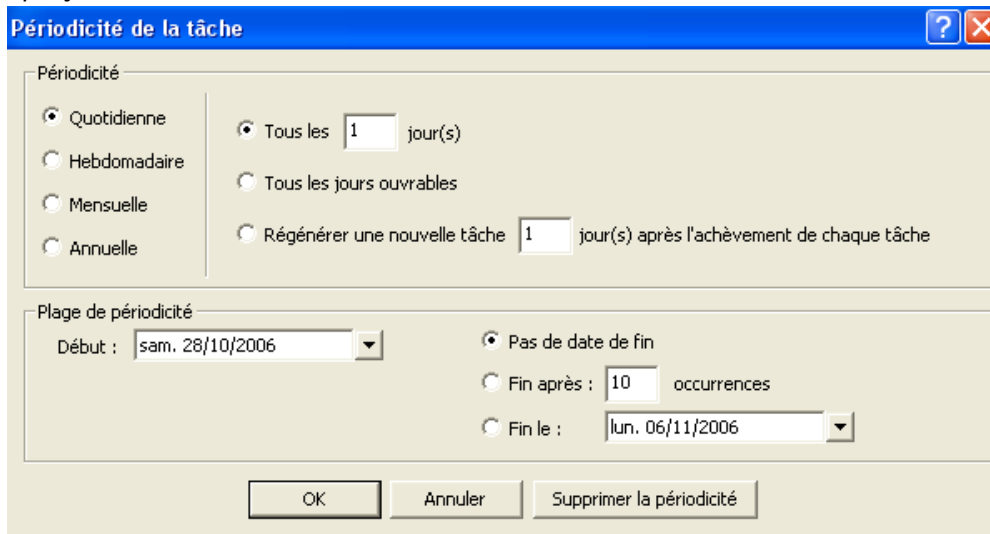 Périodicité de la tâche
Périodicité
Quotidienne
Hebdomadaire
Mensuelle
Annuelle
Tous les 1 jour(s)
Tous les jours ouvrables
Régénérer une nouvelle tâche 1 jour(s) après l'achèvement de chaque tâche
Plage de périodicité
Début : sam. 28/10/2006
Pas de date de fin
Fin après : 10 occurrences
Fin le : lun. 06/11/2006
OK Annuler Supprimer la périodicité